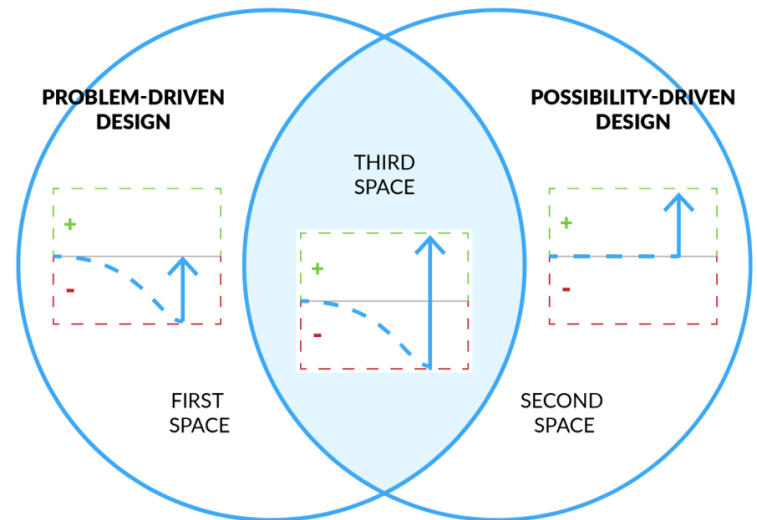 PROBLEM-DRIVEN
DESIGN
+
-
FIRST
SPACE
THIRD
SPACE
+
-
POSSIBILITY-DRIVEN
DESIGN
+
-
SECOND
SPACE